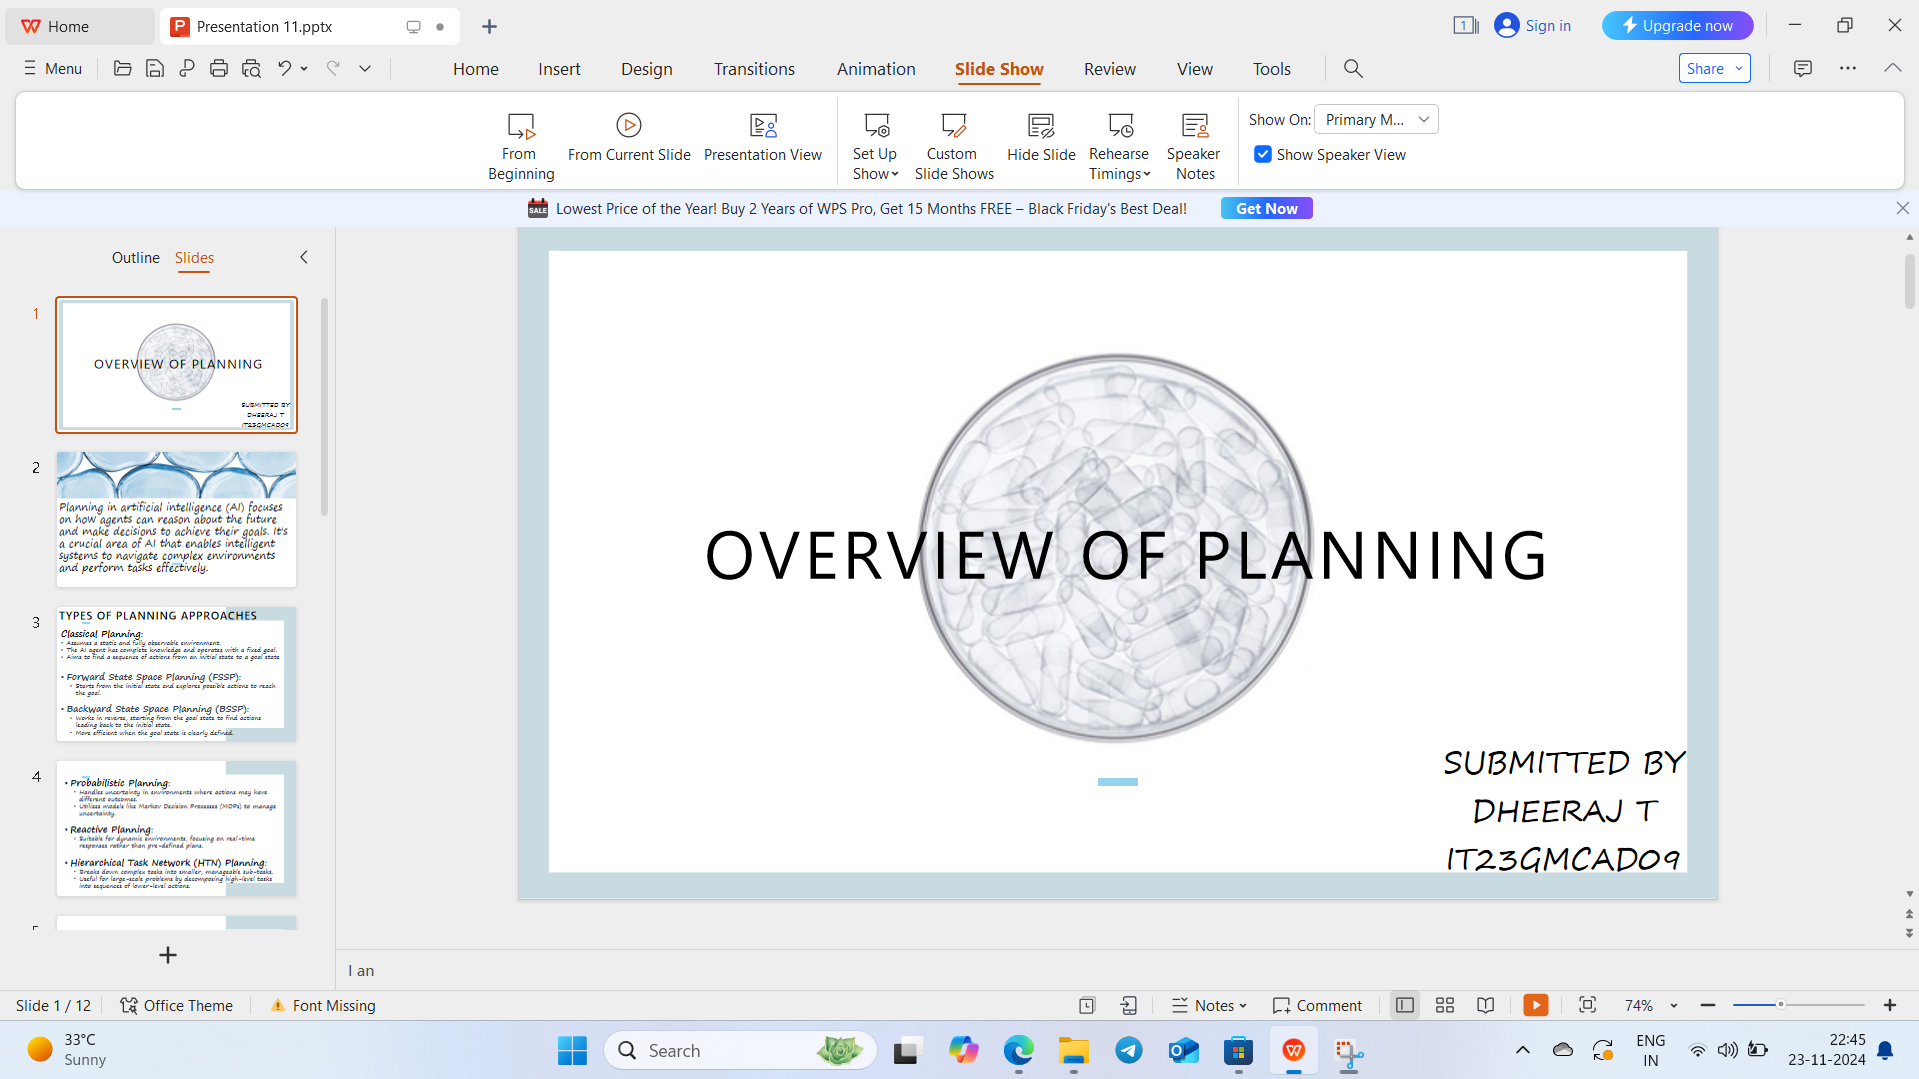 Home
Presentation 11.pptx
Sign in
Upgrade now
Menu
Home
Insert
Design
Transitions
Animation
Slide Show
Review
View
Tools
Share
From Beginning
From Current Slide
Presentation View
Set Up Show
Custom Slide Shows
Hide Slide
Rehearse Timings
Speaker Notes
Show On:
Primary M...
Show Speaker View
SALE
Lowest Price of the Year! Buy 2 Years of WPS Pro, Get 15 Months FREE – Black Friday's Best Deal!
Get Now
Outline
Slides
1
OVERVIEW OF PLANNING
SUBMITTED BY
DHEERAJ T
IT23GMCAD09
2
Planning in artificial intelligence (AI) focuses
on how agents can reason about the future
and make decisions to achieve their goals. It's
a crucial area of AI that enables intelligent
systems to navigate complex environments
and perform tasks effectively.
3
TYPES OF PLANNING APPROACHES
Classical Planning:
• Assumes a static and fully observable environment.
• The AI agent has complete knowledge and operates with a fixed goal.
• Aims to find a sequence of actions from an initial state to a goal state
• Forward State Space Planning (FSSP):
• Starts from the initial state and explores possible actions to reach
the goal.
• Backward State Space Planning (BSSP):
• Works in reverse, starting from the goal state to find actions
leading back to the initial state.
• More efficient when the goal state is clearly defined.
4
• Probabilistic Planning:
• Handles uncertainty in environments where actions may have
different outcomes.
• Utilizes models like Markov Decision Processes (MDPs) to manage
uncertainty.
• Reactive Planning:
• Suitable for dynamic environments, focusing on real-time
responses rather than pre-defined plans.
• Hierarchical Task Network (HTN) Planning:
• Breaks down complex tasks into smaller, manageable sub-tasks.
• Useful for large-scale problems by decomposing high-level tasks
into sequences of lower-level actions.
OVERVIEW OF PLANNING
SUBMITTED BY
DHEERAJ T
IT23GMCAD09
I an
Slide 1 / 12
Office Theme
Font Missing
Notes
Comment
74%
33°C
Sunny
Search
ENG
IN
22:45
23-11-2024